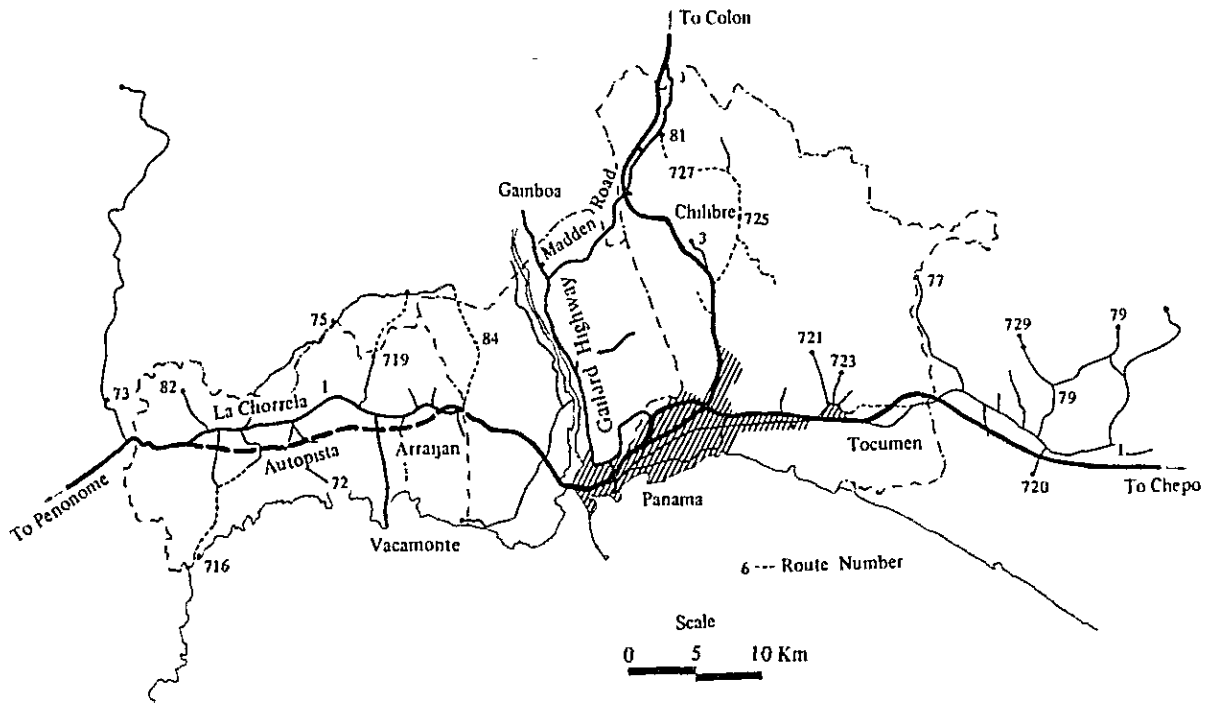 To Colon
81
727
Gamboa
Madden Road
Chilibre
725
3
77
75
84
729
79
719
Gaillard Highway
721
723
82
1
73
La Chorrela
79
Autopista
Arraijan
Tocumen
1
72
Panama
720
To Chepo
To Penonome
Vacamonte
716
6 --- Route Number
Scale
0 5 10 Km